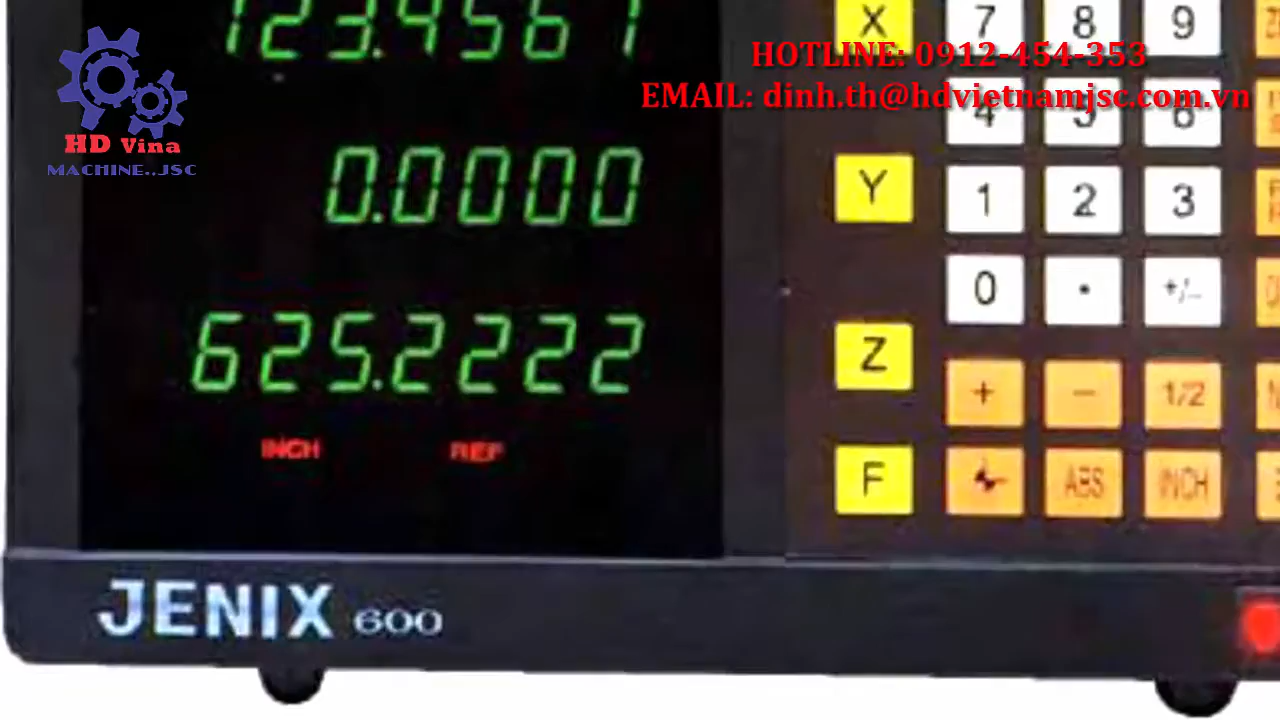 123.4567
X 7 8 9
HOTLINE: 0912-454-353
EMAIL: dinh.th@hdvietnamjsc.com.vn
4 5 6
HD Vina
MACHINE..JSC
0.0000
Y 1 2 3
0 . +/-
625.2222
Z
+ - 1/2
INCH REF
F ABS INCH
JENIX 600